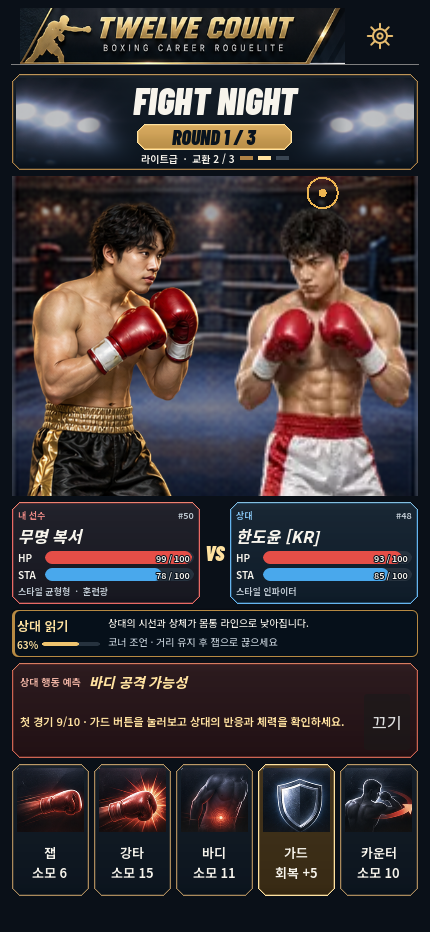 TWELVE COUNT
BOXING CAREER ROGUELITE
FIGHT NIGHT
ROUND 1 / 3
라이트급 · 교환 2 / 3
내 선수 #50
무명 복서
HP 99 / 100
STA 78 / 100
스타일 균형형 · 훈련광
VS
상대 #48
한도윤 [KR]
HP 93 / 100
STA 85 / 100
스타일 인파이터
상대 읽기
63%
상대의 시선과 상체가 몸통 라인으로 낮아집니다.
코너 조언 · 거리 유지 후 잽으로 끊으세요
상대 행동 예측 바디 공격 가능성
첫 경기 9/10 · 가드 버튼을 눌러보고 상대의 반응과 체력을 확인하세요.
끄기
잽
소모 6
강타
소모 15
바디
소모 11
가드
회복 +5
카운터
소모 10